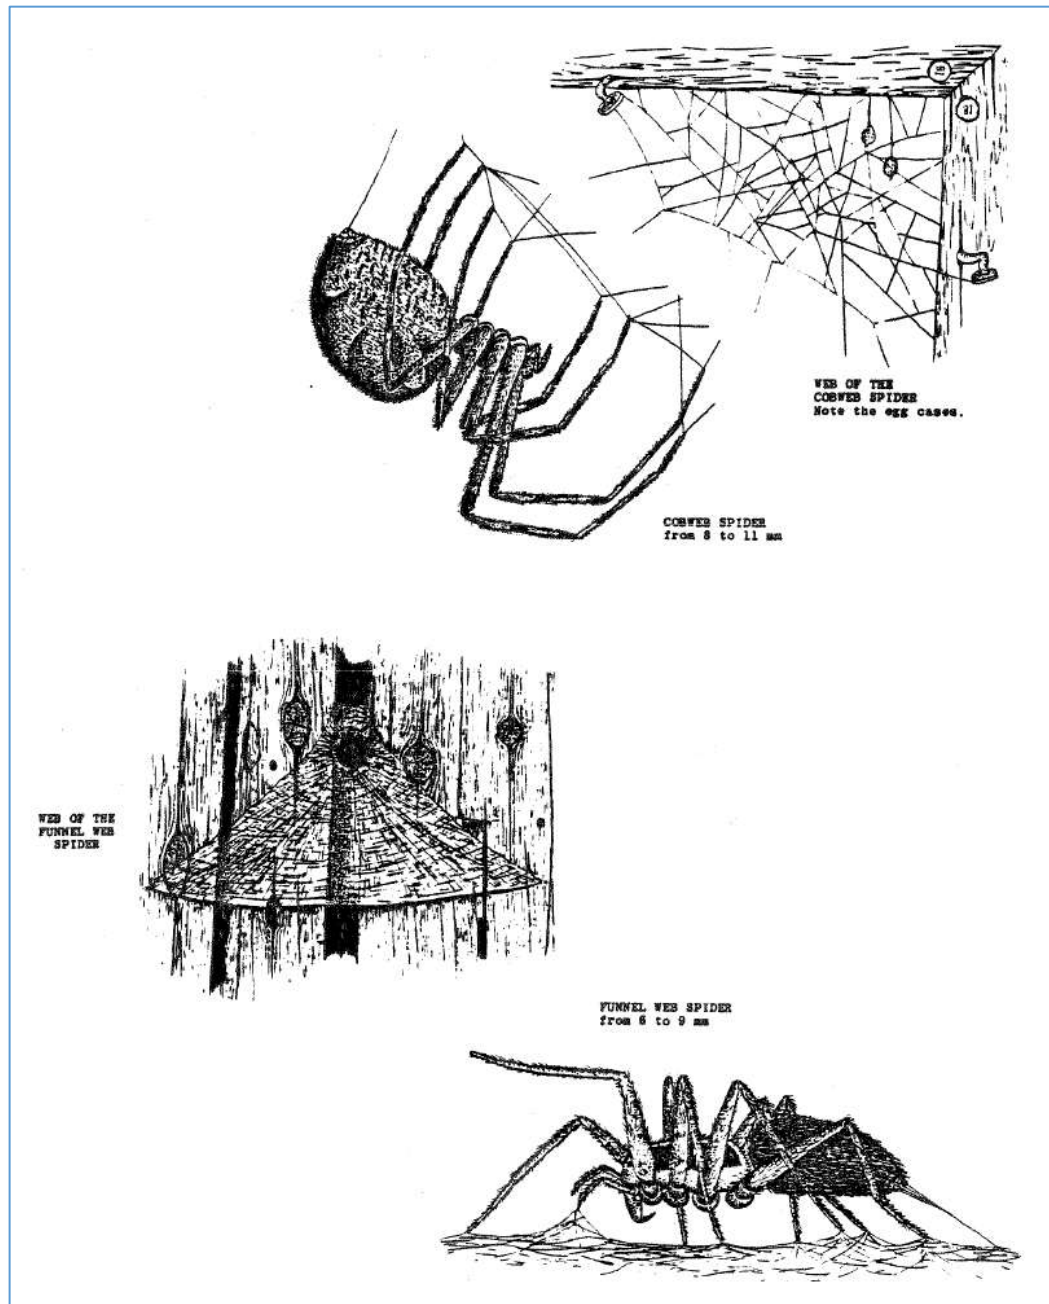 WEB OF THE
COBWEB SPIDER
Note the egg cases.
COBWEB SPIDER
from 8 to 11 mm
WEB OF THE
FUNNEL WEB
SPIDER
FUNNEL WEB SPIDER
from 6 to 9 mm